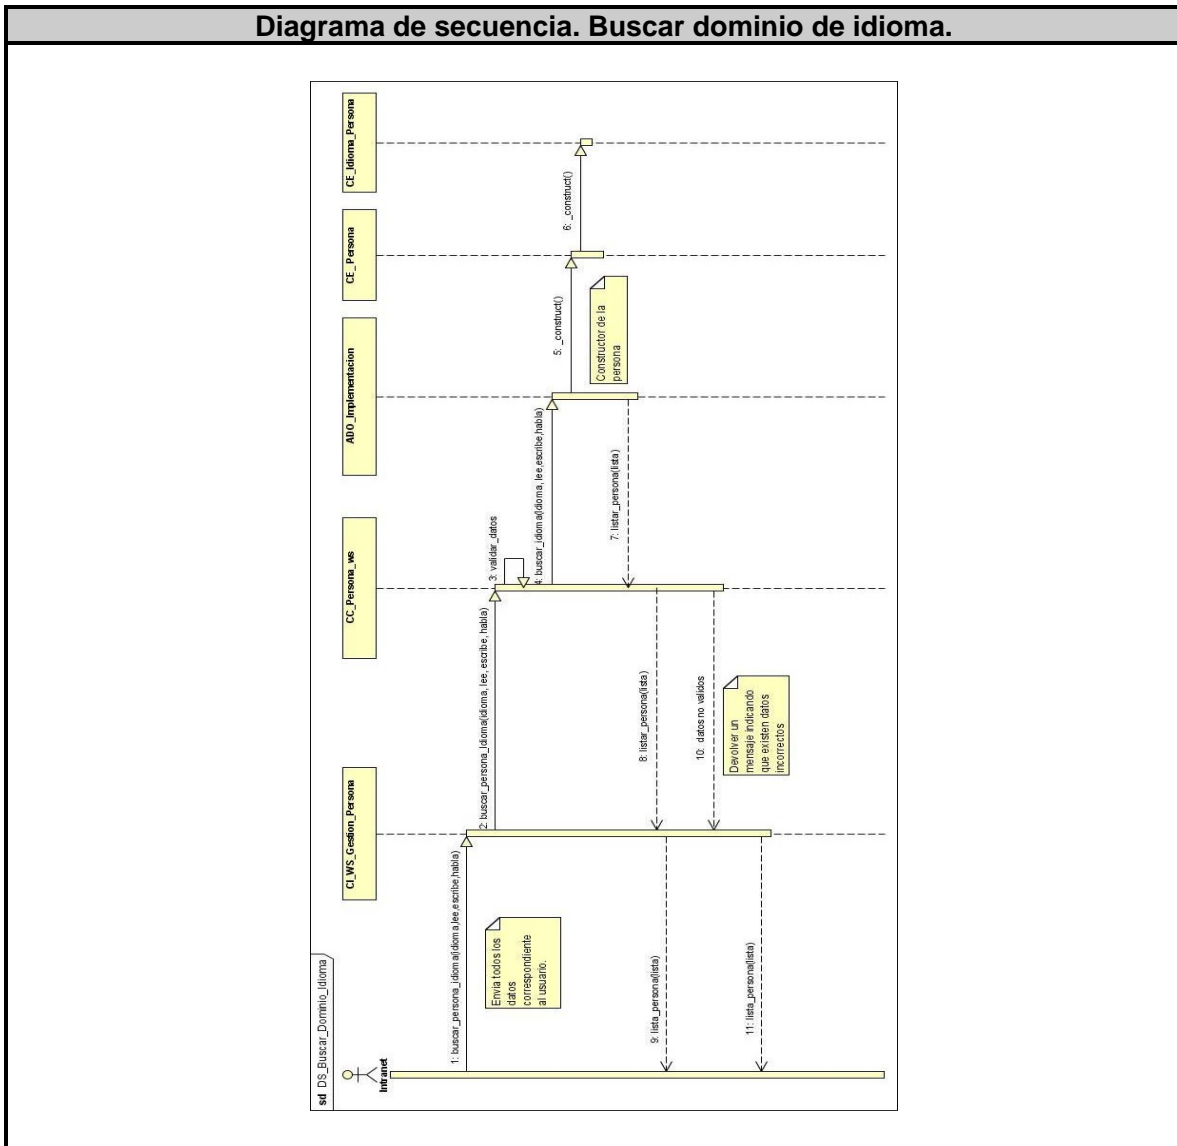 Diagrama de secuencia. Buscar dominio de idioma.
sd DS_Buscar_Dominio_Idioma
Intranet
CI_WS_Gestion_Persona
CC_Persona_ws
ADO_Implementacion
CE_Persona
CE_Idioma_Persona
1: buscar_persona_idioma(idioma,lee,escribe,habla)
Envia todos los
datos
correspondiente
al usuario.
2: buscar_persona_Idioma(idioma, lee, escribe, habla)
3: validar_datos
4: buscar_idioma(Idioma, lee,escribe,habla)
5: _construct()
6: _construct()
Constructor de la
persona
7: listar_persona(lista)
8: listar_persona(lista)
9: lista_persona(lista)
10: datos no validos
Devolver un
mensaje indicando
que existen datos
incorrectos
11: lista_persona(lista)